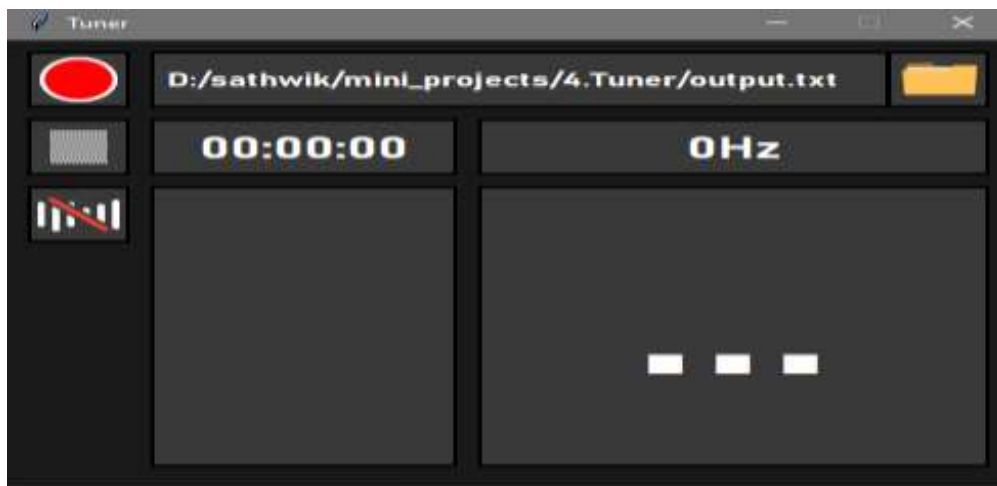 Tuner
D:/sathwik/mini_projects/4.Tuner/output.txt
00:00:00
0Hz
---